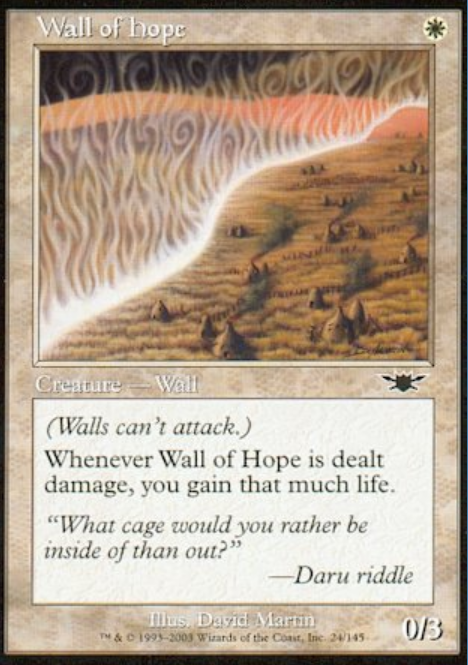 Wall of Hope
Creature — Wall
(Walls can't attack.)
Whenever Wall of Hope is dealt
damage, you gain that much life.
"What cage would you rather be
inside of than out?"
—Daru riddle
Illus. David Martin
™ & © 1993–2003 Wizards of the Coast, Inc. 24/145
0/3